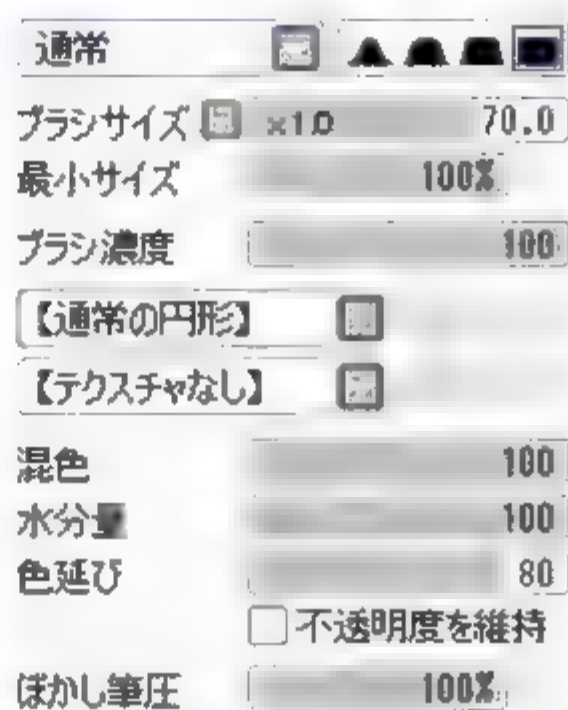 通常
ブラシサイズ x1.0 70.0
最小サイズ 100%
ブラシ濃度 100
【通常の円形】
【テクスチャなし】
混色 100
水分量 100
色延び 80
不透明度を維持
ぼかし筆圧 100%